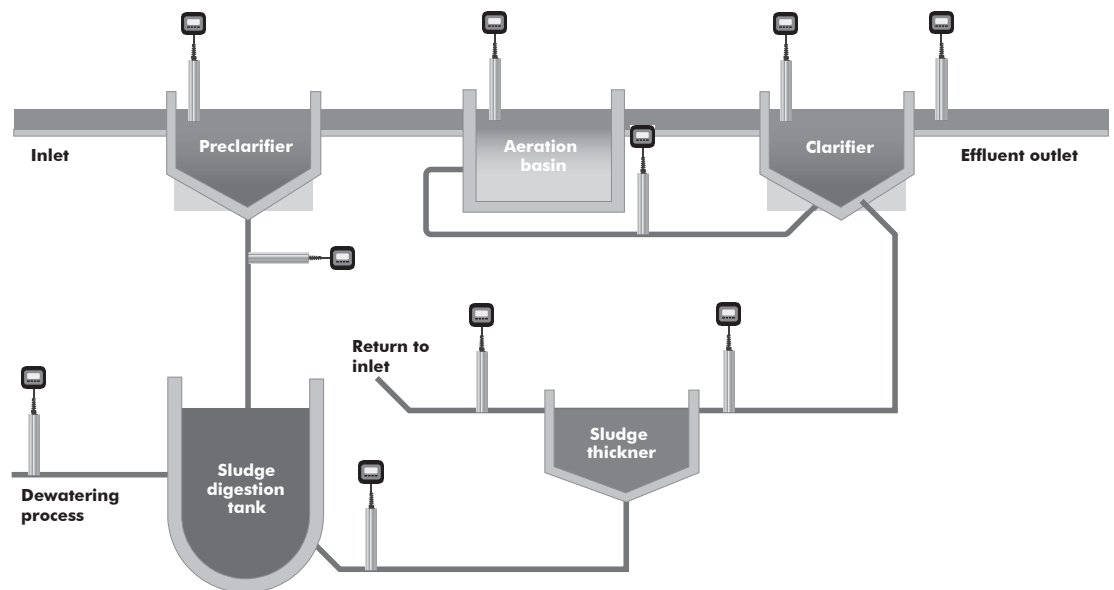 Inlet
Preclarifier
Aeration
basin
Clarifier
Effluent outlet
Return to
inlet
Sludge
thickner
Sludge
digestion
tank
Dewatering
process